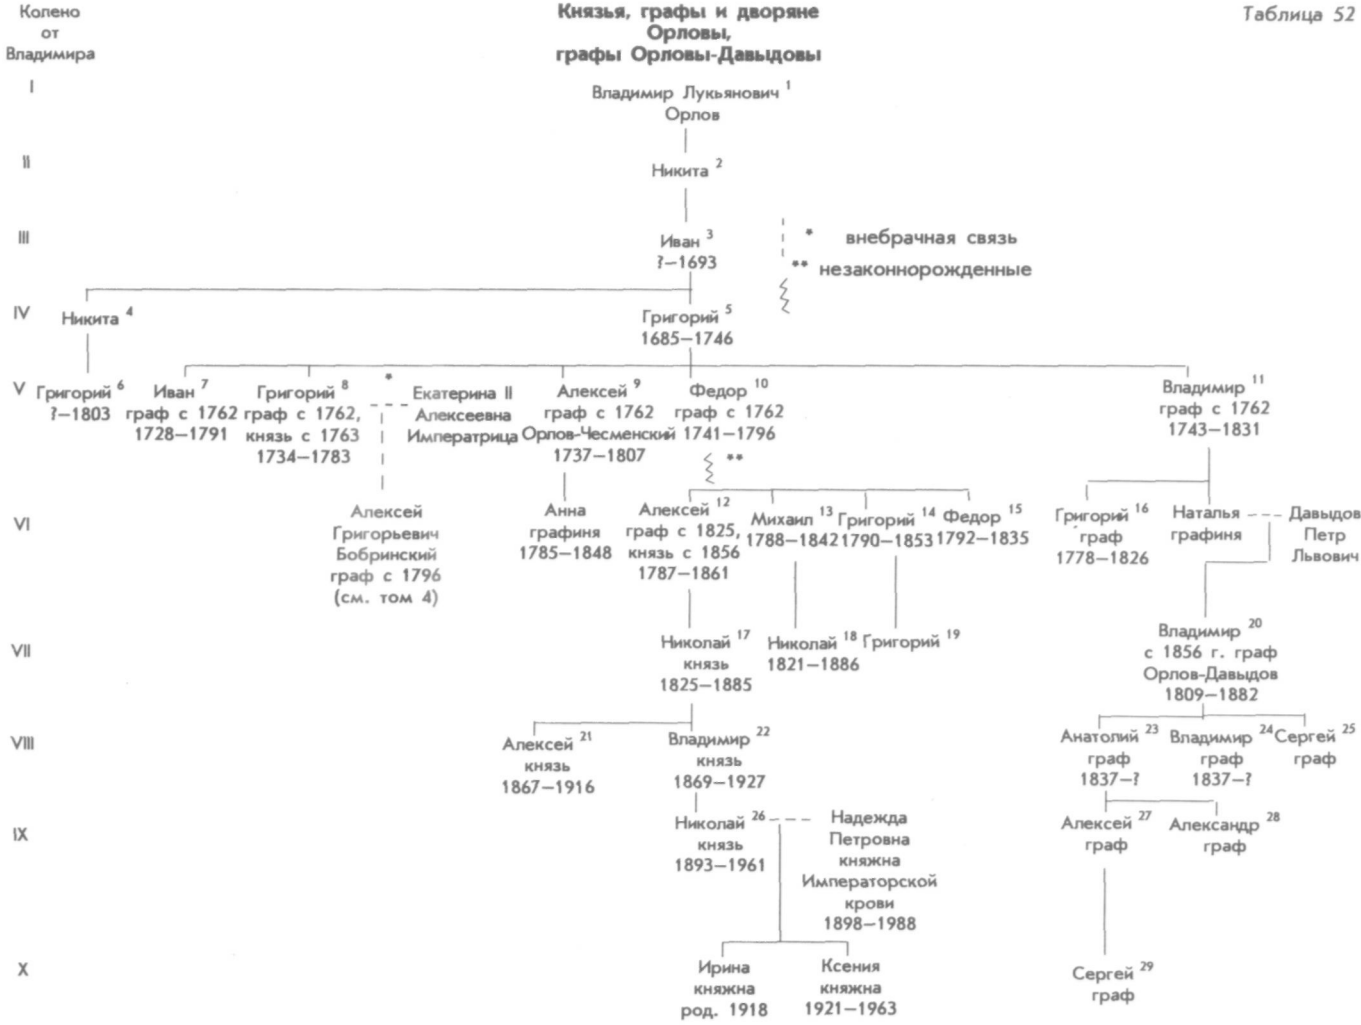 Колено
от
Владимира
Князья, графы и дворяне
Орловы,
графы Орловы-Давыдовы
Таблица 52
I
Владимир Лукьянович 1
Орлов
II
Никита 2
III
Иван 3
?—1693
* внебрачная связь
** незаконнорожденные
IV
Никита 4
Григорий 5
1685—1746
V
Григорий 6
?—1803
Иван 7
граф с 1762
1728—1791
Григорий 8
граф с 1762,
князь с 1763
1734—1783
*
Екатерина II
Алексеевна
Императрица
Алексей 9
граф с 1762
Орлов-Чесменский
1737—1807
Федор 10
граф с 1762
1741—1796
**
Владимир 11
граф с 1762
1743—1831
VI
Алексей
Григорьевич
Бобринский
граф с 1796
(см. том 4)
Анна
графиня
1785—1848
Алексей 12
граф с 1825,
князь с 1856
1787—1861
Михаил 13
1788—1842
Григорий 14
1790—1853
Федор 15
1792—1835
Григорий 16
граф
1778—1826
Наталья
графиня
Давыдов
Петр
Львович
VII
Николай 17
князь
1825—1885
Николай 18
1821—1886
Григорий 19
Владимир 20
с 1856 г. граф
Орлов-Давыдов
1809—1882
VIII
Алексей 21
князь
1867—1916
Владимир 22
князь
1869—1927
Анатолий 23
граф
1837—?
Владимир 24
граф
1837—?
Сергей 25
граф
IX
Николай 26
князь
1893—1961
Надежда
Петровна
княжна
Императорской
крови
1898—1988
Алексей 27
граф
Александр 28
граф
X
Ирина
княжна
род. 1918
Ксения
княжна
1921—1963
Сергей 29
граф